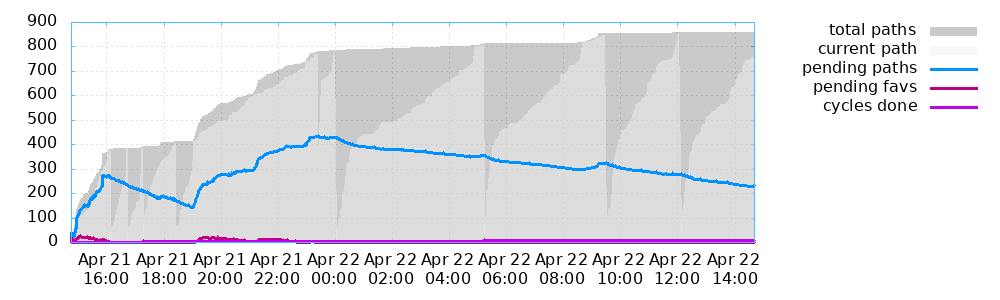 900
800
700
600
500
400
300
200
100
0
Apr 21 Apr 21 Apr 21 Apr 21 Apr 22 Apr 22 Apr 22 Apr 22 Apr 22 Apr 22 Apr 22 Apr 22
16:00 18:00 20:00 22:00 00:00 02:00 04:00 06:00 08:00 10:00 12:00 14:00
total paths
current path
pending paths
pending favs
cycles done